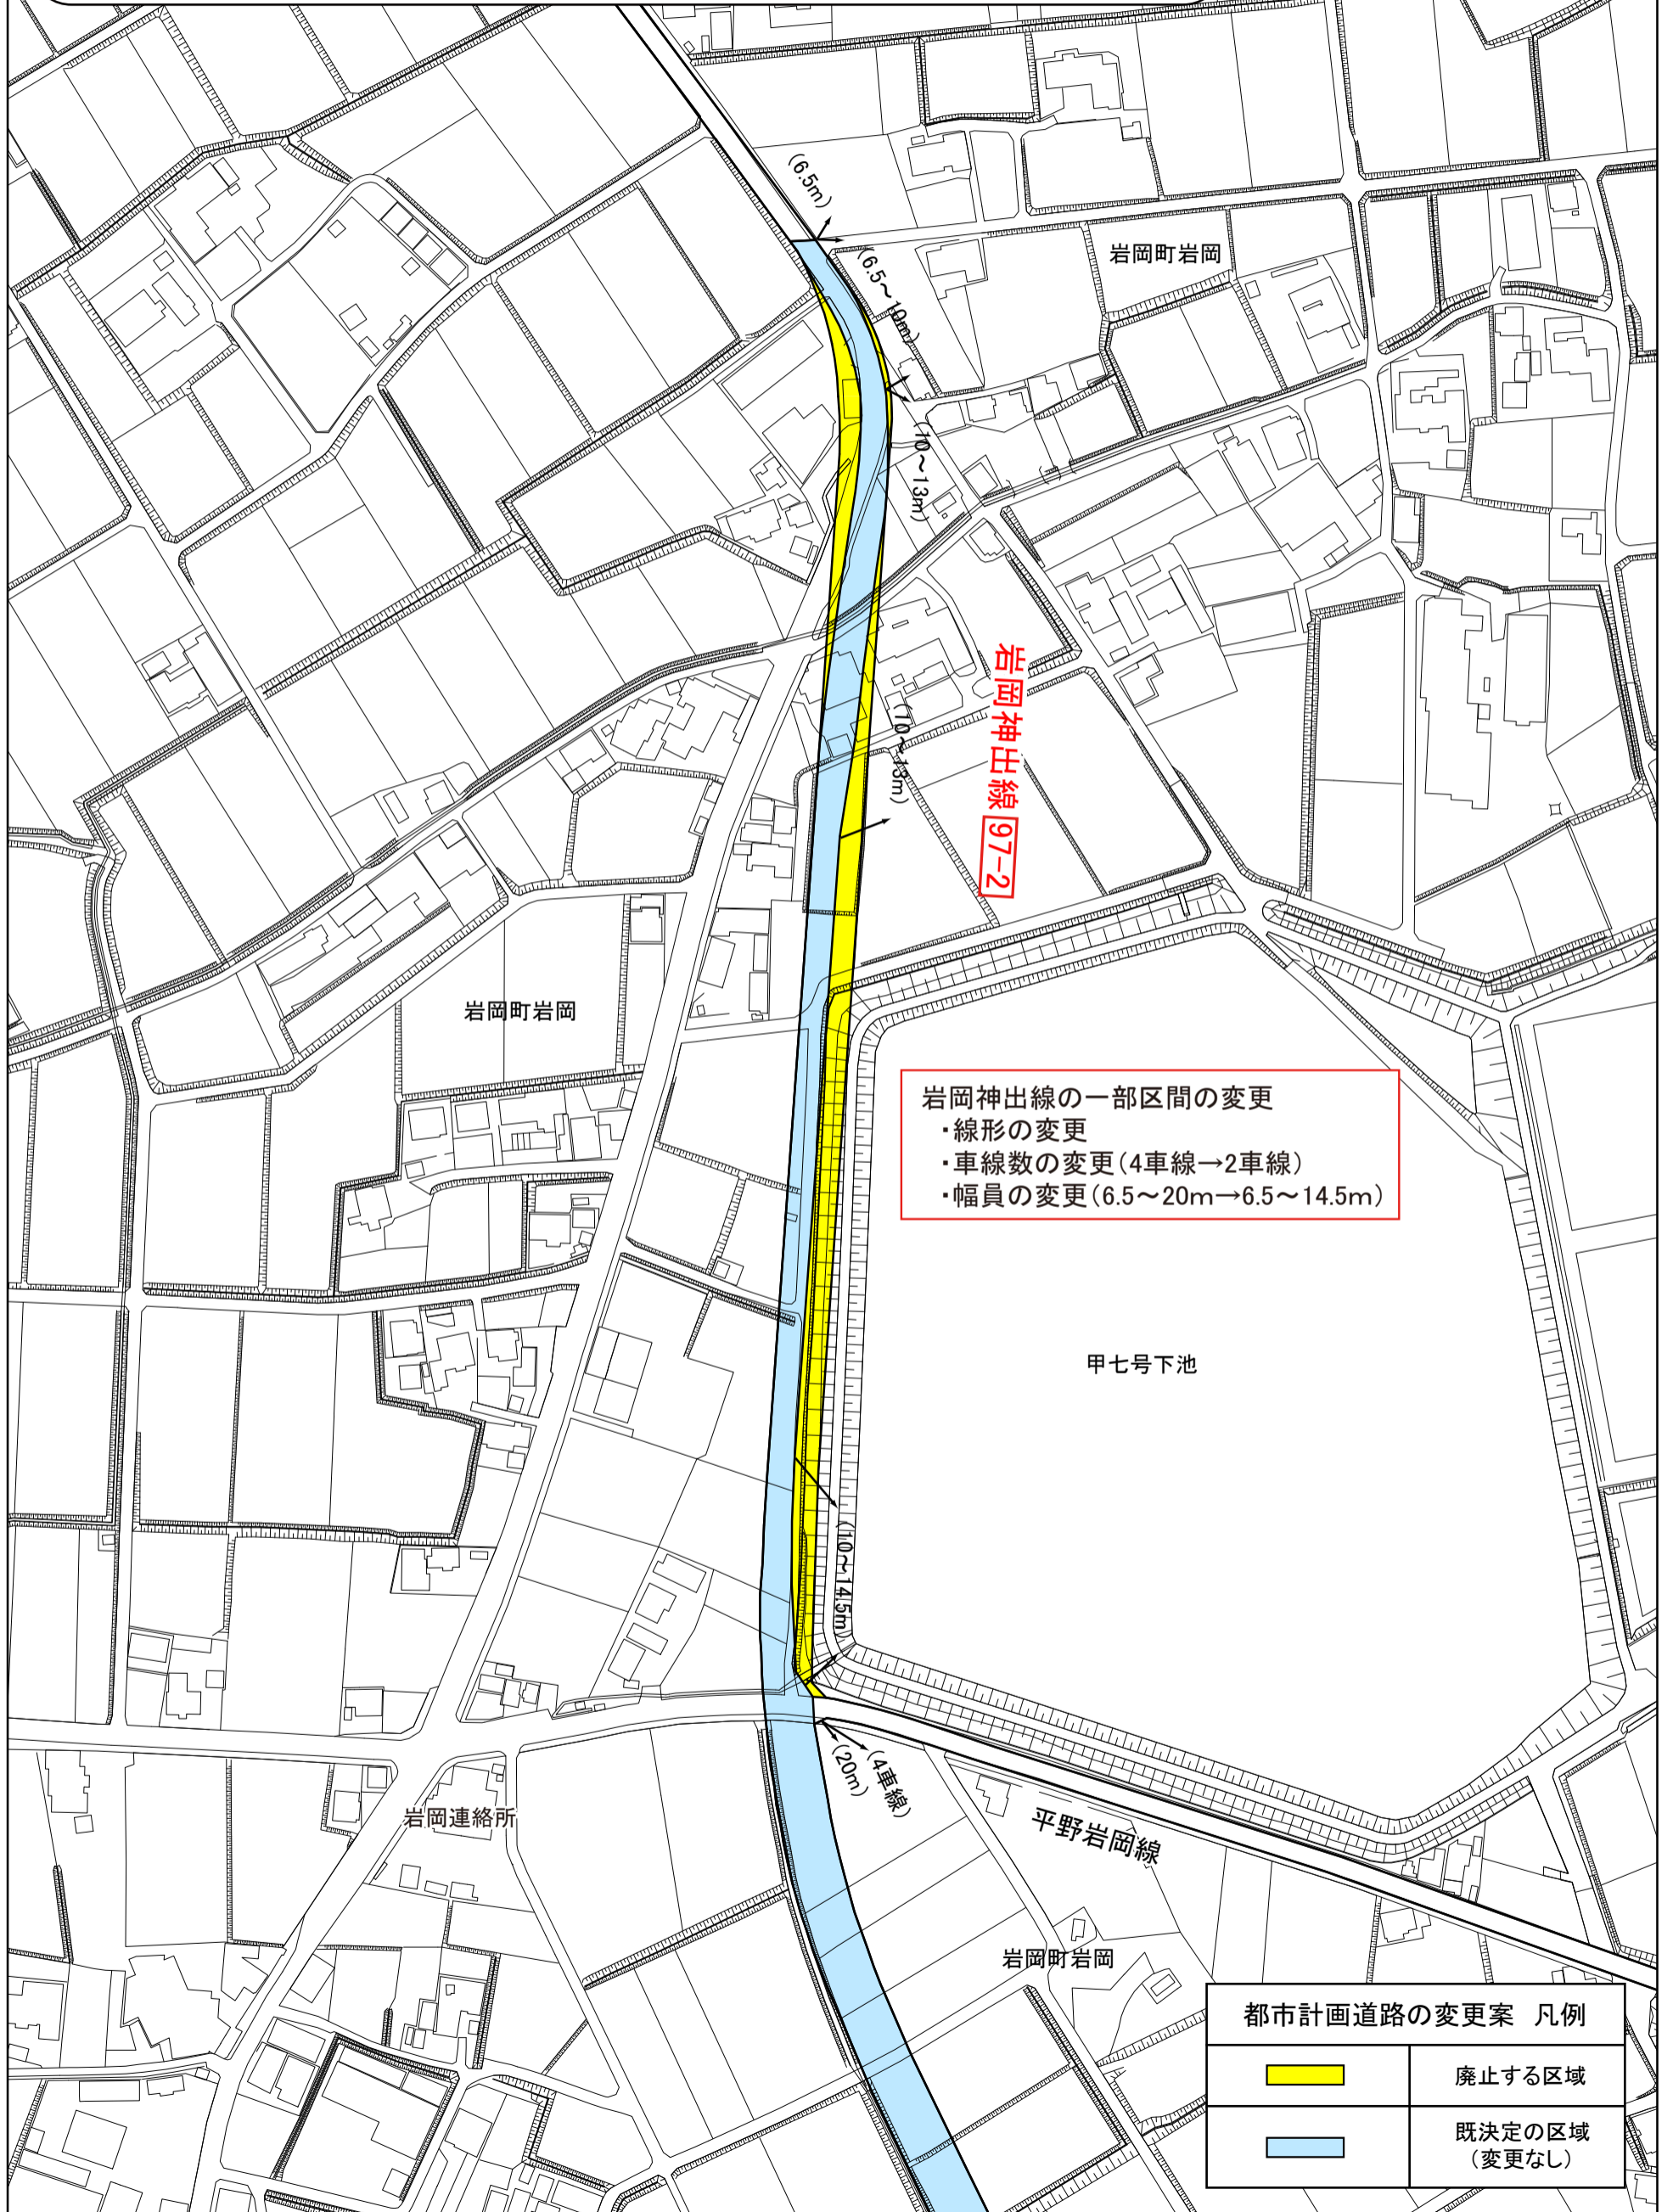 (6.5m)
岩岡町岩岡
(6.5～10m)
(10～13m)
岩岡神出線 97-2
(10～13m)
岩岡町岩岡
岩岡神出線の一部区間の変更
・線形の変更
・車線数の変更(4車線→2車線)
・幅員の変更(6.5～20m→6.5～14.5m)
甲七号下池
(10～14.5m)
(20m)
(4車線)
岩岡連絡所
平野岩岡線
岩岡町岩岡
都市計画道路の変更案 凡例
廃止する区域
既決定の区域
(変更なし)